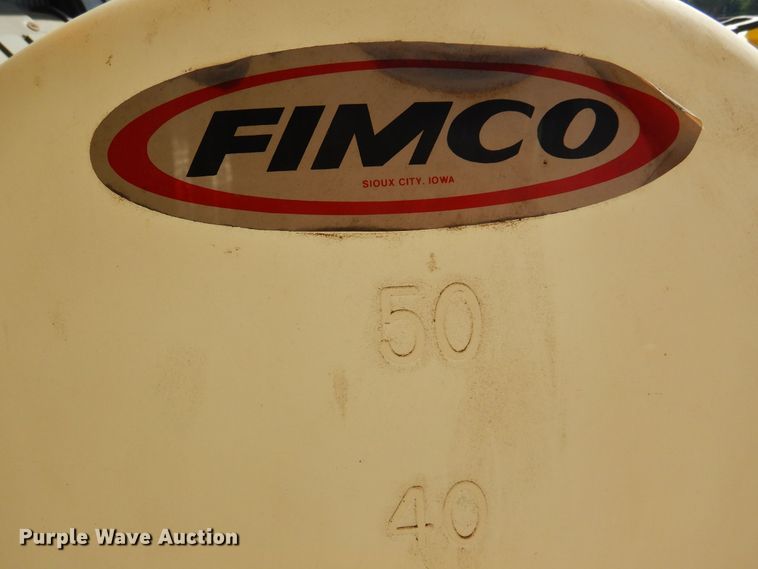 FIMCO
SIOUX CITY, IOWA
50
40
Purple Wave Auction